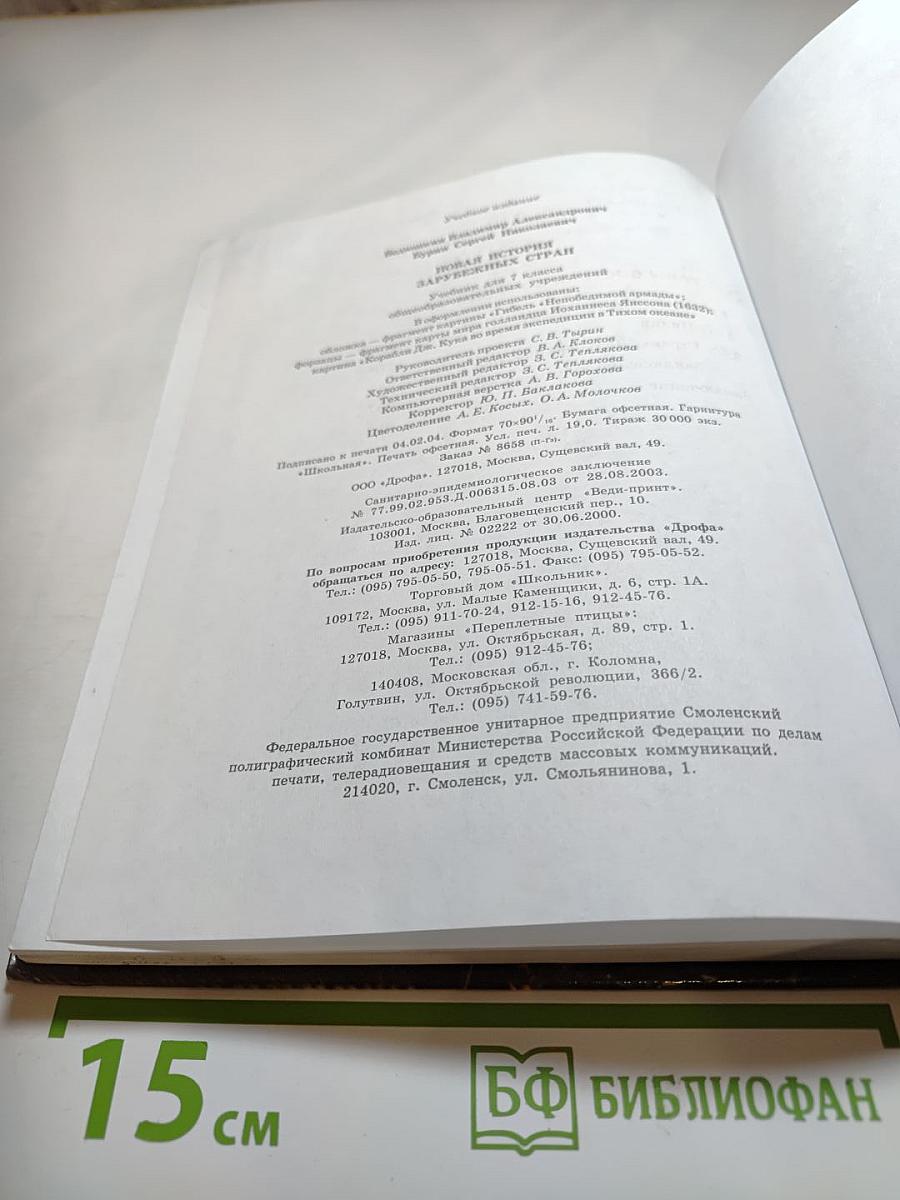 Учебное издание
Владимир Александрович
Бурин Сергей Николаевич
НОВАЯ ИСТОРИЯ
ЗАРУБЕЖНЫХ СТРАН
Учебник для 7 класса
общеобразовательных учреждений
В оформлении использованы:
обложка — фрагмент картины «Гибель «Непобедимой армады»;
форзацы — фрагмент карты мира голландца Иоханнеса Янссона (1632);
картина «Корабли Дж. Кука во время экспедиции в Тихом океане»
Руководитель проекта С. В. Тырин
Ответственный редактор В. А. Клоков
Художественный редактор З. С. Теплякова
Технический редактор З. С. Теплякова
Компьютерная верстка А. В. Горохова
Корректор Ю. П. Баклакова
Цветоделение А. Е. Косых, О. А. Молочков
Подписано к печати 04.02.04. Формат 70×90¹/₁₆. Бумага офсетная. Гарнитура
«Школьная». Печать офсетная. Усл. печ. л. 19,0. Тираж 30 000 экз.
Заказ № 8658 (п-г).
ООО «Дрофа». 127018, Москва, Сущевский вал, 49.
Санитарно-эпидемиологическое заключение
№ 77.99.02.953.Д.006315.08.03 от 28.08.2003.
Издательско-образовательный центр «Веди-принт».
103001, Москва, Благовещенский пер., 10.
Изд. лиц. № 02222 от 30.06.2000.
По вопросам приобретения продукции издательства «Дрофа»
обращаться по адресу: 127018, Москва, Сущевский вал, 49.
Тел.: (095) 795-05-50, 795-05-51. Факс: (095) 795-05-52.
Торговый дом «Школьник».
109172, Москва, ул. Малые Каменщики, д. 6, стр. 1А.
Тел.: (095) 911-70-24, 912-15-16, 912-45-76.
Магазины «Переплетные птицы»:
127018, Москва, ул. Октябрьская, д. 89, стр. 1.
Тел.: (095) 912-45-76;
140408, Московская обл., г. Коломна,
Голутвин, ул. Октябрьской революции, 366/2.
Тел.: (095) 741-59-76.
Федеральное государственное унитарное предприятие Смоленский
полиграфический комбинат Министерства Российской Федерации по делам
печати, телерадиовещания и средств массовых коммуникаций.
214020, г. Смоленск, ул. Смольянинова, 1.
15 см
БФ БИБЛИОФАН